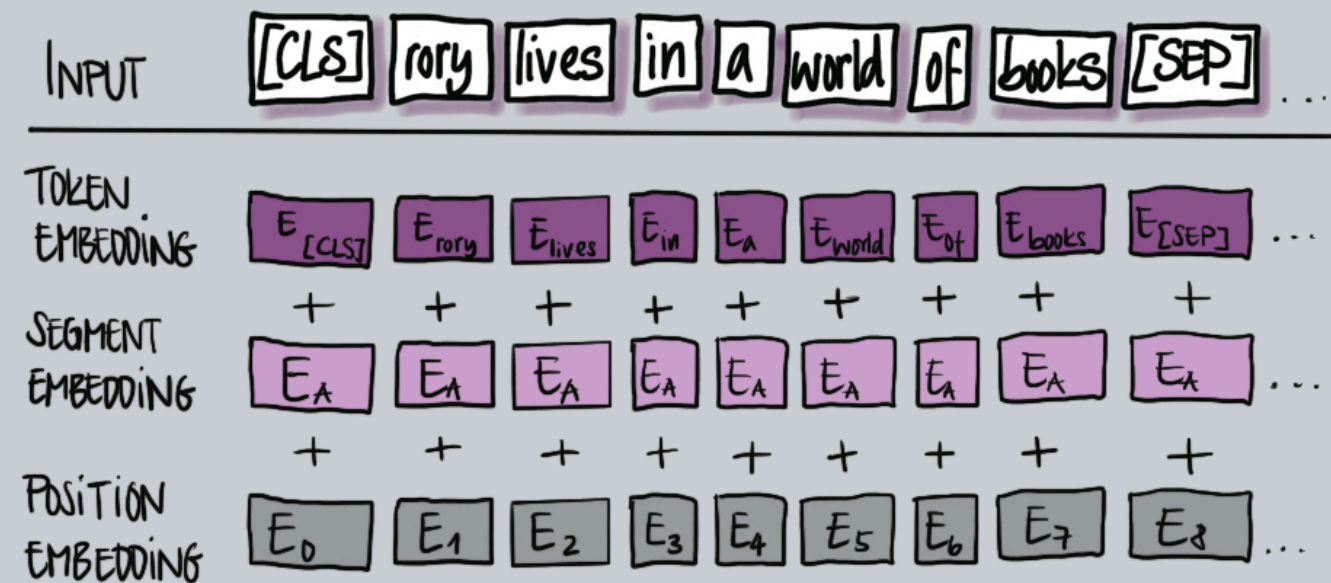 INPUT [CLS] rory lives in a world of books [SEP] ...
TOKEN
EMBEDDING E[CLS] Erory Elives Ein Ea Eworld Eof Ebooks E[SEP] ...
+ + + + + + + + +
SEGMENT
EMBEDDING EA EA EA EA EA EA EA EA EA ...
+ + + + + + + + +
POSITION
EMBEDDING E0 E1 E2 E3 E4 E5 E6 E7 E8 ...